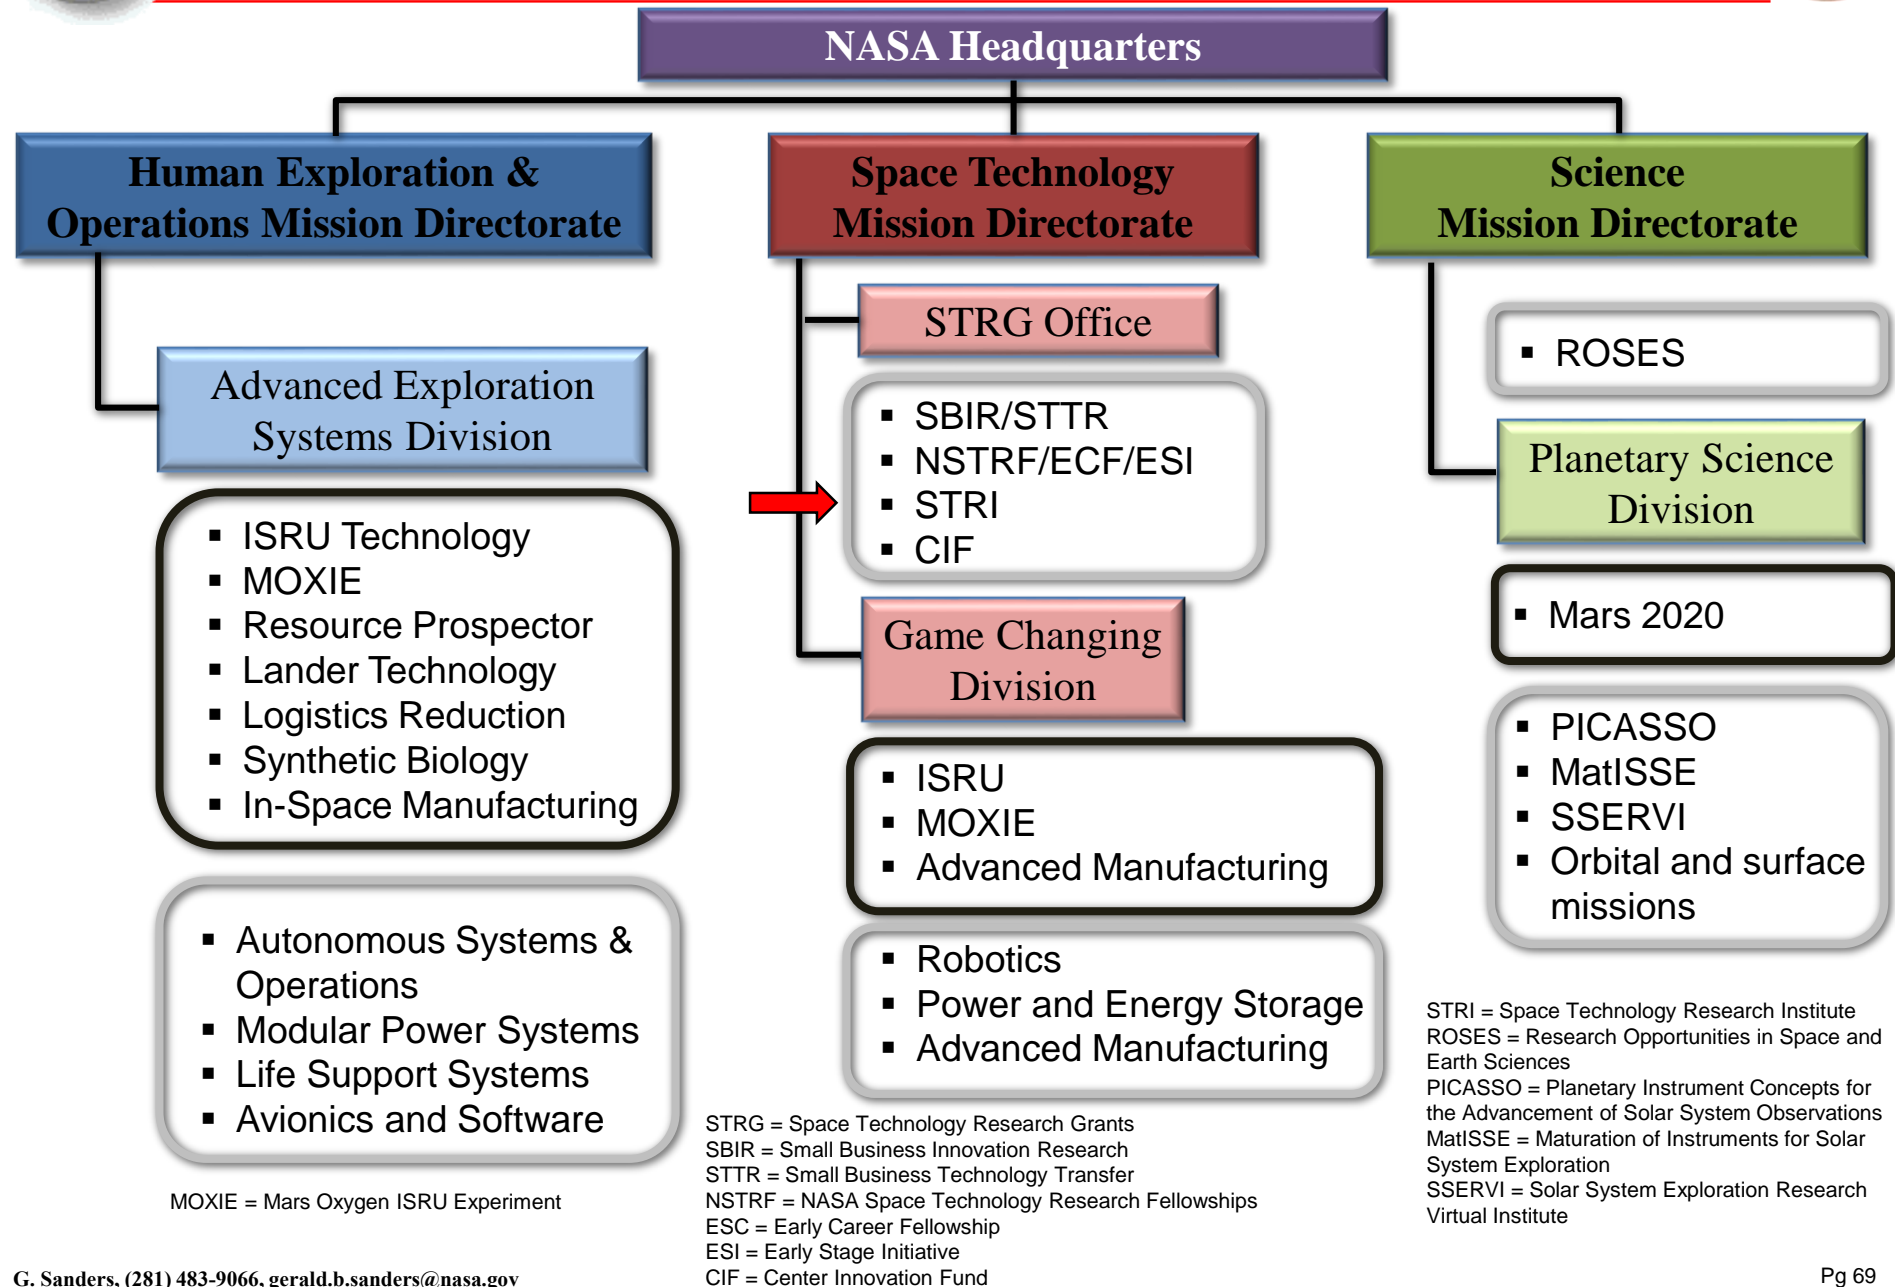 NASA Headquarters
Human Exploration &
Operations Mission Directorate
Advanced Exploration
Systems Division
▪ ISRU Technology
▪ MOXIE
▪ Resource Prospector
▪ Lander Technology
▪ Logistics Reduction
▪ Synthetic Biology
▪ In-Space Manufacturing
▪ Autonomous Systems &
Operations
▪ Modular Power Systems
▪ Life Support Systems
▪ Avionics and Software
MOXIE = Mars Oxygen ISRU Experiment
Space Technology
Mission Directorate
STRG Office
▪ SBIR/STTR
▪ NSTRF/ECF/ESI
▪ STRI
▪ CIF
Game Changing
Division
▪ ISRU
▪ MOXIE
▪ Advanced Manufacturing
▪ Robotics
▪ Power and Energy Storage
▪ Advanced Manufacturing
STRG = Space Technology Research Grants
SBIR = Small Business Innovation Research
STTR = Small Business Technology Transfer
NSTRF = NASA Space Technology Research Fellowships
ESC = Early Career Fellowship
ESI = Early Stage Initiative
CIF = Center Innovation Fund
Science
Mission Directorate
▪ ROSES
Planetary Science
Division
▪ Mars 2020
▪ PICASSO
▪ MatISSE
▪ SSERVI
▪ Orbital and surface
missions
STRI = Space Technology Research Institute
ROSES = Research Opportunities in Space and
Earth Sciences
PICASSO = Planetary Instrument Concepts for
the Advancement of Solar System Observations
MatISSE = Maturation of Instruments for Solar
System Exploration
SSERVI = Solar System Exploration Research
Virtual Institute
G. Sanders, (281) 483-9066, gerald.b.sanders@nasa.gov
Pg 69